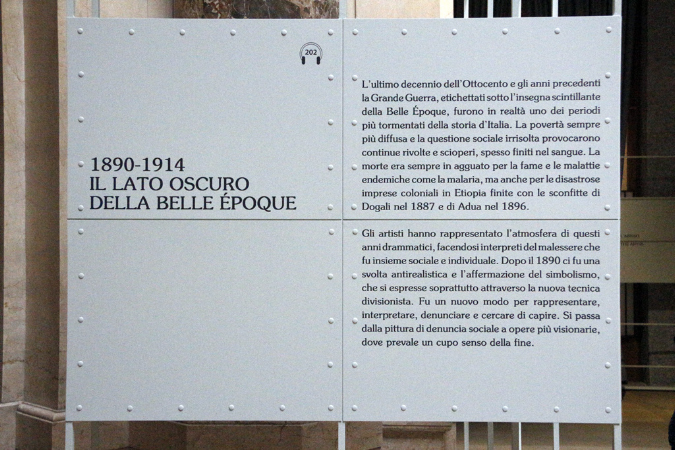 202
1890-1914
IL LATO OSCURO
DELLA BELLE ÉPOQUE
L'ultimo decennio dell'Ottocento e gli anni precedenti
la Grande Guerra, etichettati sotto l'insegna scintillante
della Belle Époque, furono in realtà uno dei periodi
più tormentati della storia d'Italia. La povertà sempre
più diffusa e la questione sociale irrisolta provocarono
continue rivolte e scioperi, spesso finiti nel sangue. La
morte era sempre in agguato per la fame e le malattie
endemiche come la malaria, ma anche per le disastrose
imprese coloniali in Etiopia finite con le sconfitte di
Dogali nel 1887 e di Adua nel 1896.
Gli artisti hanno rappresentato l'atmosfera di questi
anni drammatici, facendosi interpreti del malessere che
fu insieme sociale e individuale. Dopo il 1890 ci fu una
svolta antirealistica e l'affermazione del simbolismo,
che si espresse soprattutto attraverso la nuova tecnica
divisionista. Fu un nuovo modo per rappresentare,
interpretare, denunciare e cercare di capire. Si passa
dalla pittura di denuncia sociale a opere più visionarie,
dove prevale un cupo senso della fine.